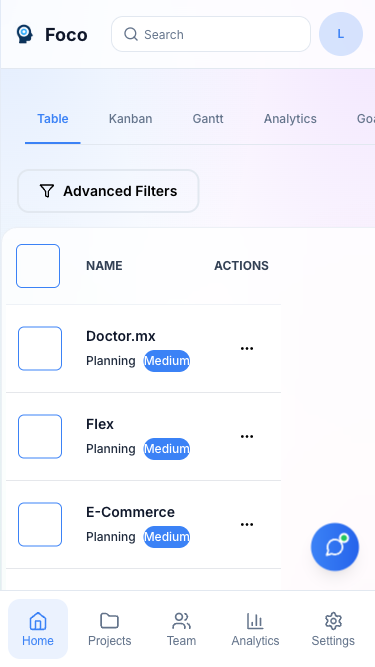 Foco
Search
L
Table Kanban Gantt Analytics Goa
Advanced Filters
NAME ACTIONS
Doctor.mx
Planning Medium
Flex
Planning Medium
E-Commerce
Planning Medium
Home Projects Team Analytics Settings